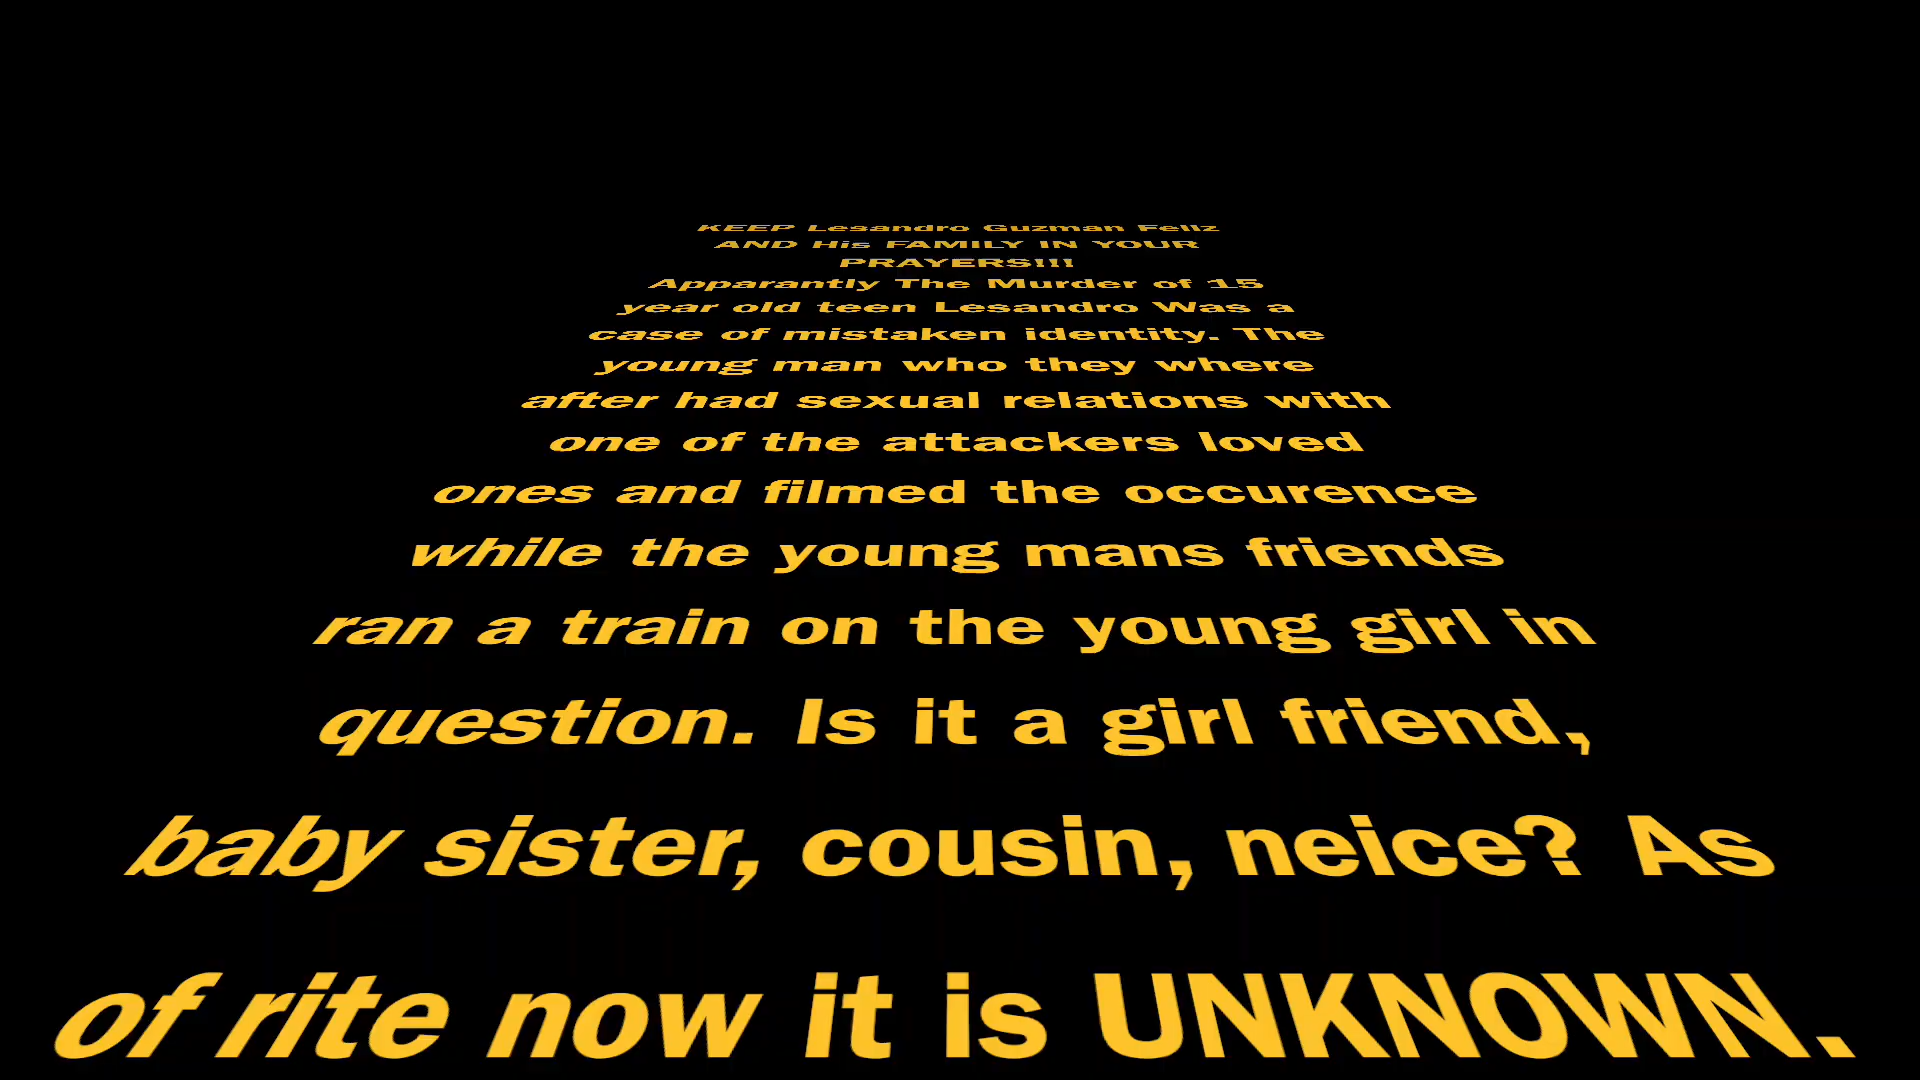 KEEP Lesandro Guzman Feliz
AND His FAMILY IN YOUR
PRAYERS!!!
Apparantly The Murder of 15
year old teen Lesandro Was a
case of mistaken identity. The
young man who they where
after had sexual relations with
one of the attackers loved
ones and filmed the occurence
while the young mans friends
ran a train on the young girl in
question. Is it a girl friend,
baby sister, cousin, neice? As
of rite now it is UNKNOWN.